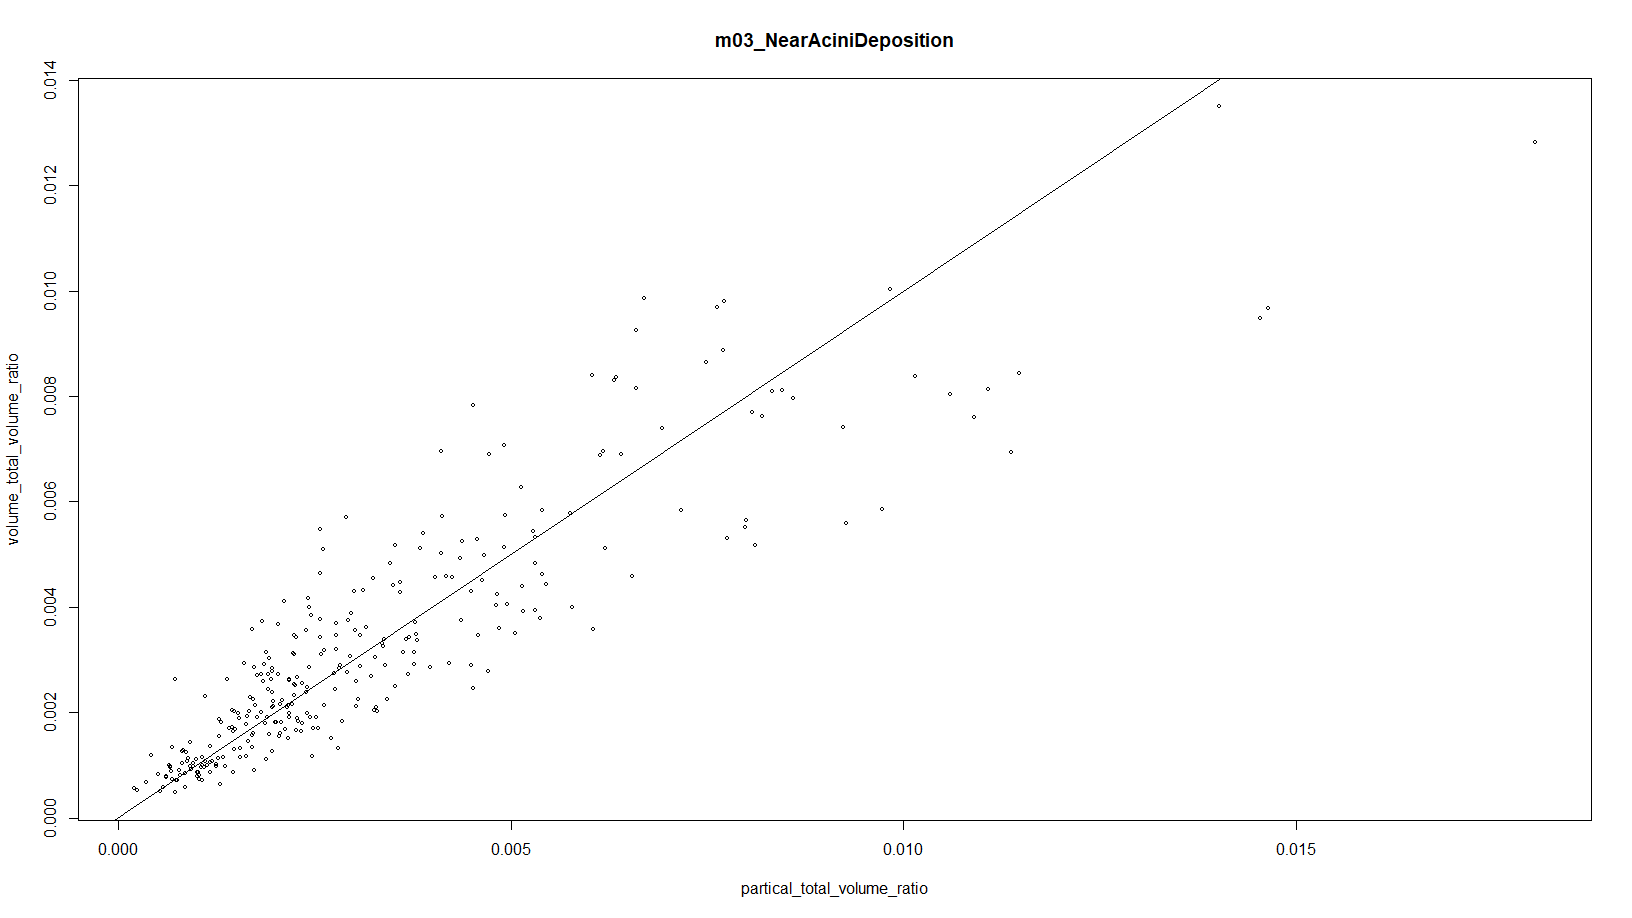 m03_NearAciniDeposition
0.014
0.012
0.010
0.008
0.006
0.004
0.002
0.000
volume_total_volume_ratio
0.000 0.005 0.010 0.015
partical_total_volume_ratio